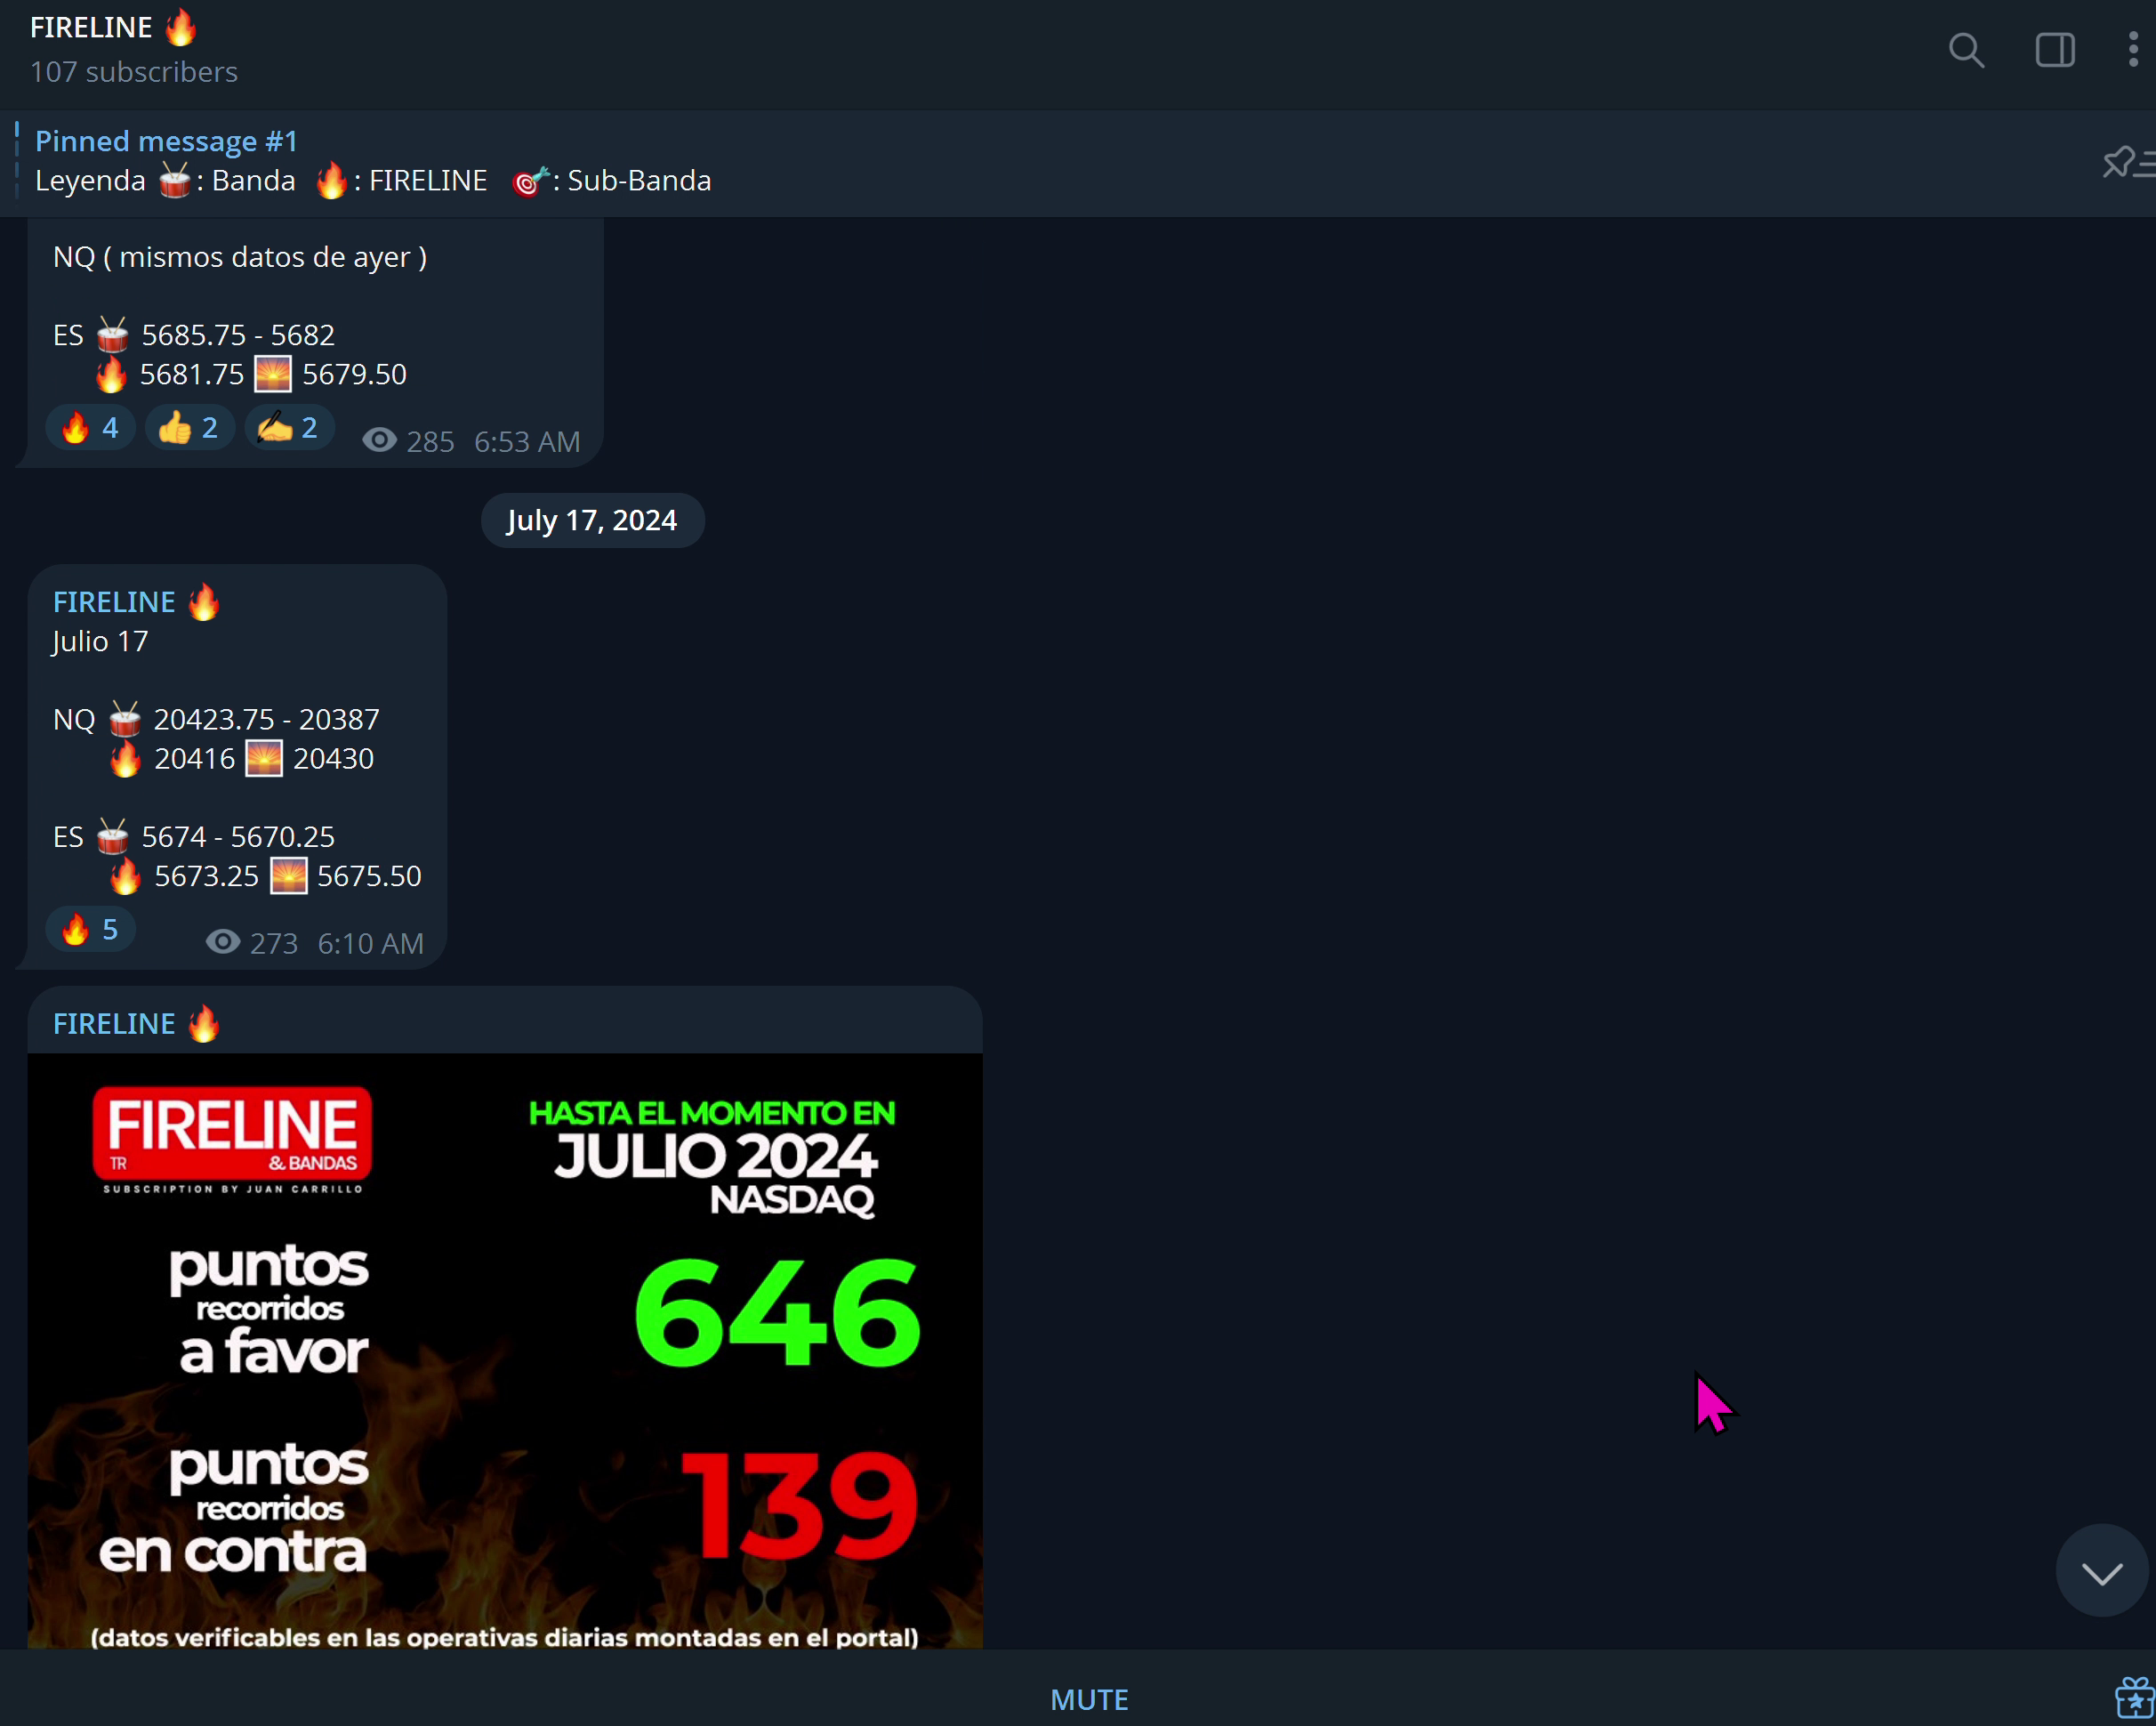 FIRELINE 🔥
107 subscribers
Pinned message #1
Leyenda 🥁: Banda 🔥: FIRELINE 🎯: Sub-Banda
NQ ( mismos datos de ayer )
ES 🥁 5685.75 - 5682
🔥 5681.75 🌅 5679.50
🔥 4 👍 2 ✍ 2 285 6:53 AM
July 17, 2024
FIRELINE 🔥
Julio 17
NQ 🥁 20423.75 - 20387
🔥 20416 🌅 20430
ES 🥁 5674 - 5670.25
🔥 5673.25 🌅 5675.50
🔥 5 273 6:10 AM
FIRELINE 🔥
FIRELINE
TR & BANDAS
SUBSCRIPTION BY JUAN CARRILLO
HASTA EL MOMENTO EN
JULIO 2024
NASDAQ
puntos
recorridos
a favor
646
puntos
recorridos
en contra
139
(datos verificables en las operativas diarias montadas en el portal)
MUTE